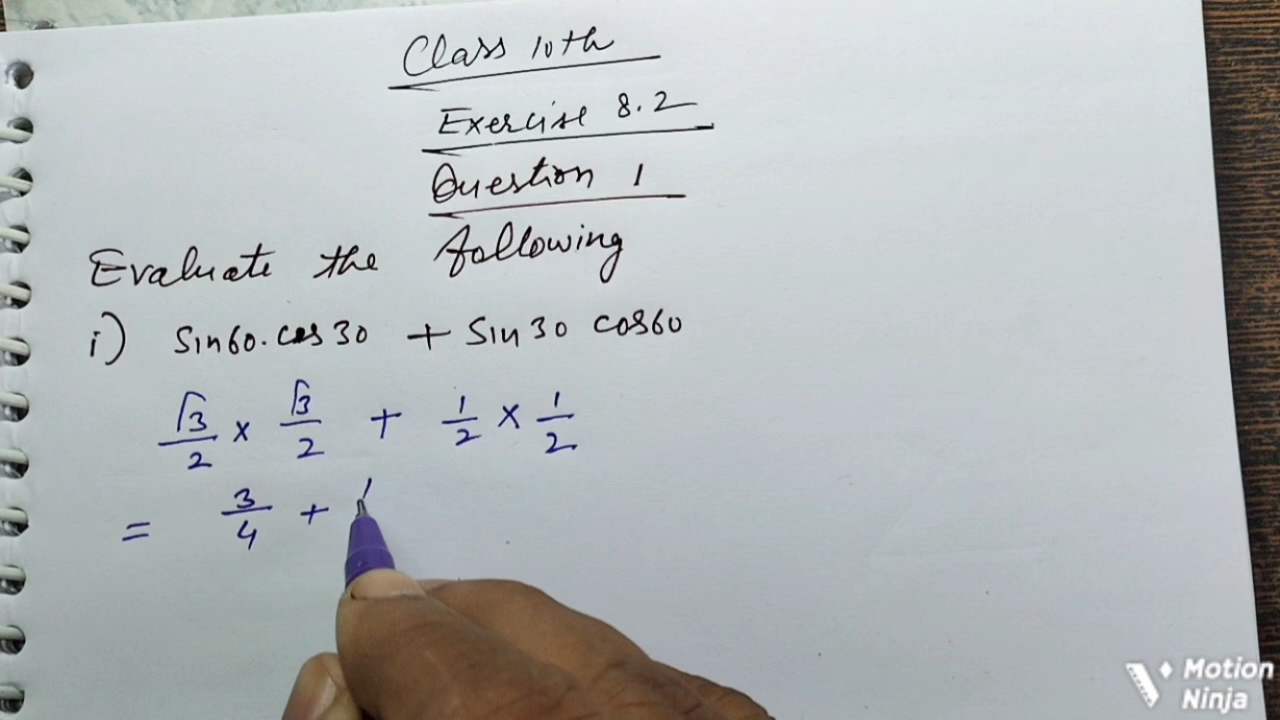 Class 10th
Exercise 8.2
Question 1
Evaluate the following
i) Sin60.cos30 + Sin30 cos60
√3/2 × √3/2 + 1/2 × 1/2
= 3/4 + 1
Motion
Ninja